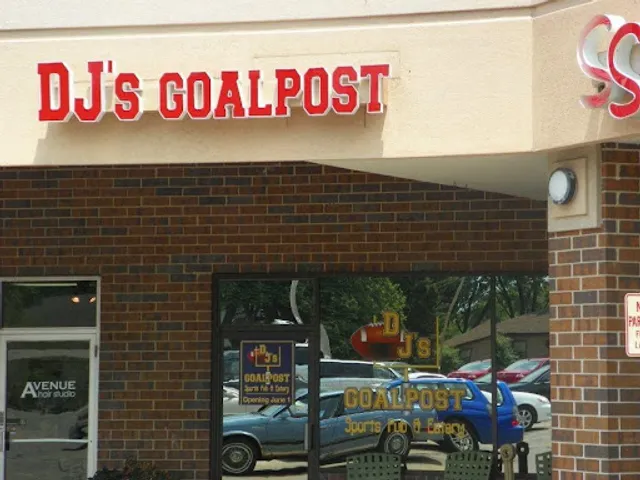 DJ's GOALPOST
DJ's
GOALPOST
Sports Pub & Eatery
Opening June 1
DJ's
GOALPOST
Sports Pub & Eatery
AVENUE
hair studio